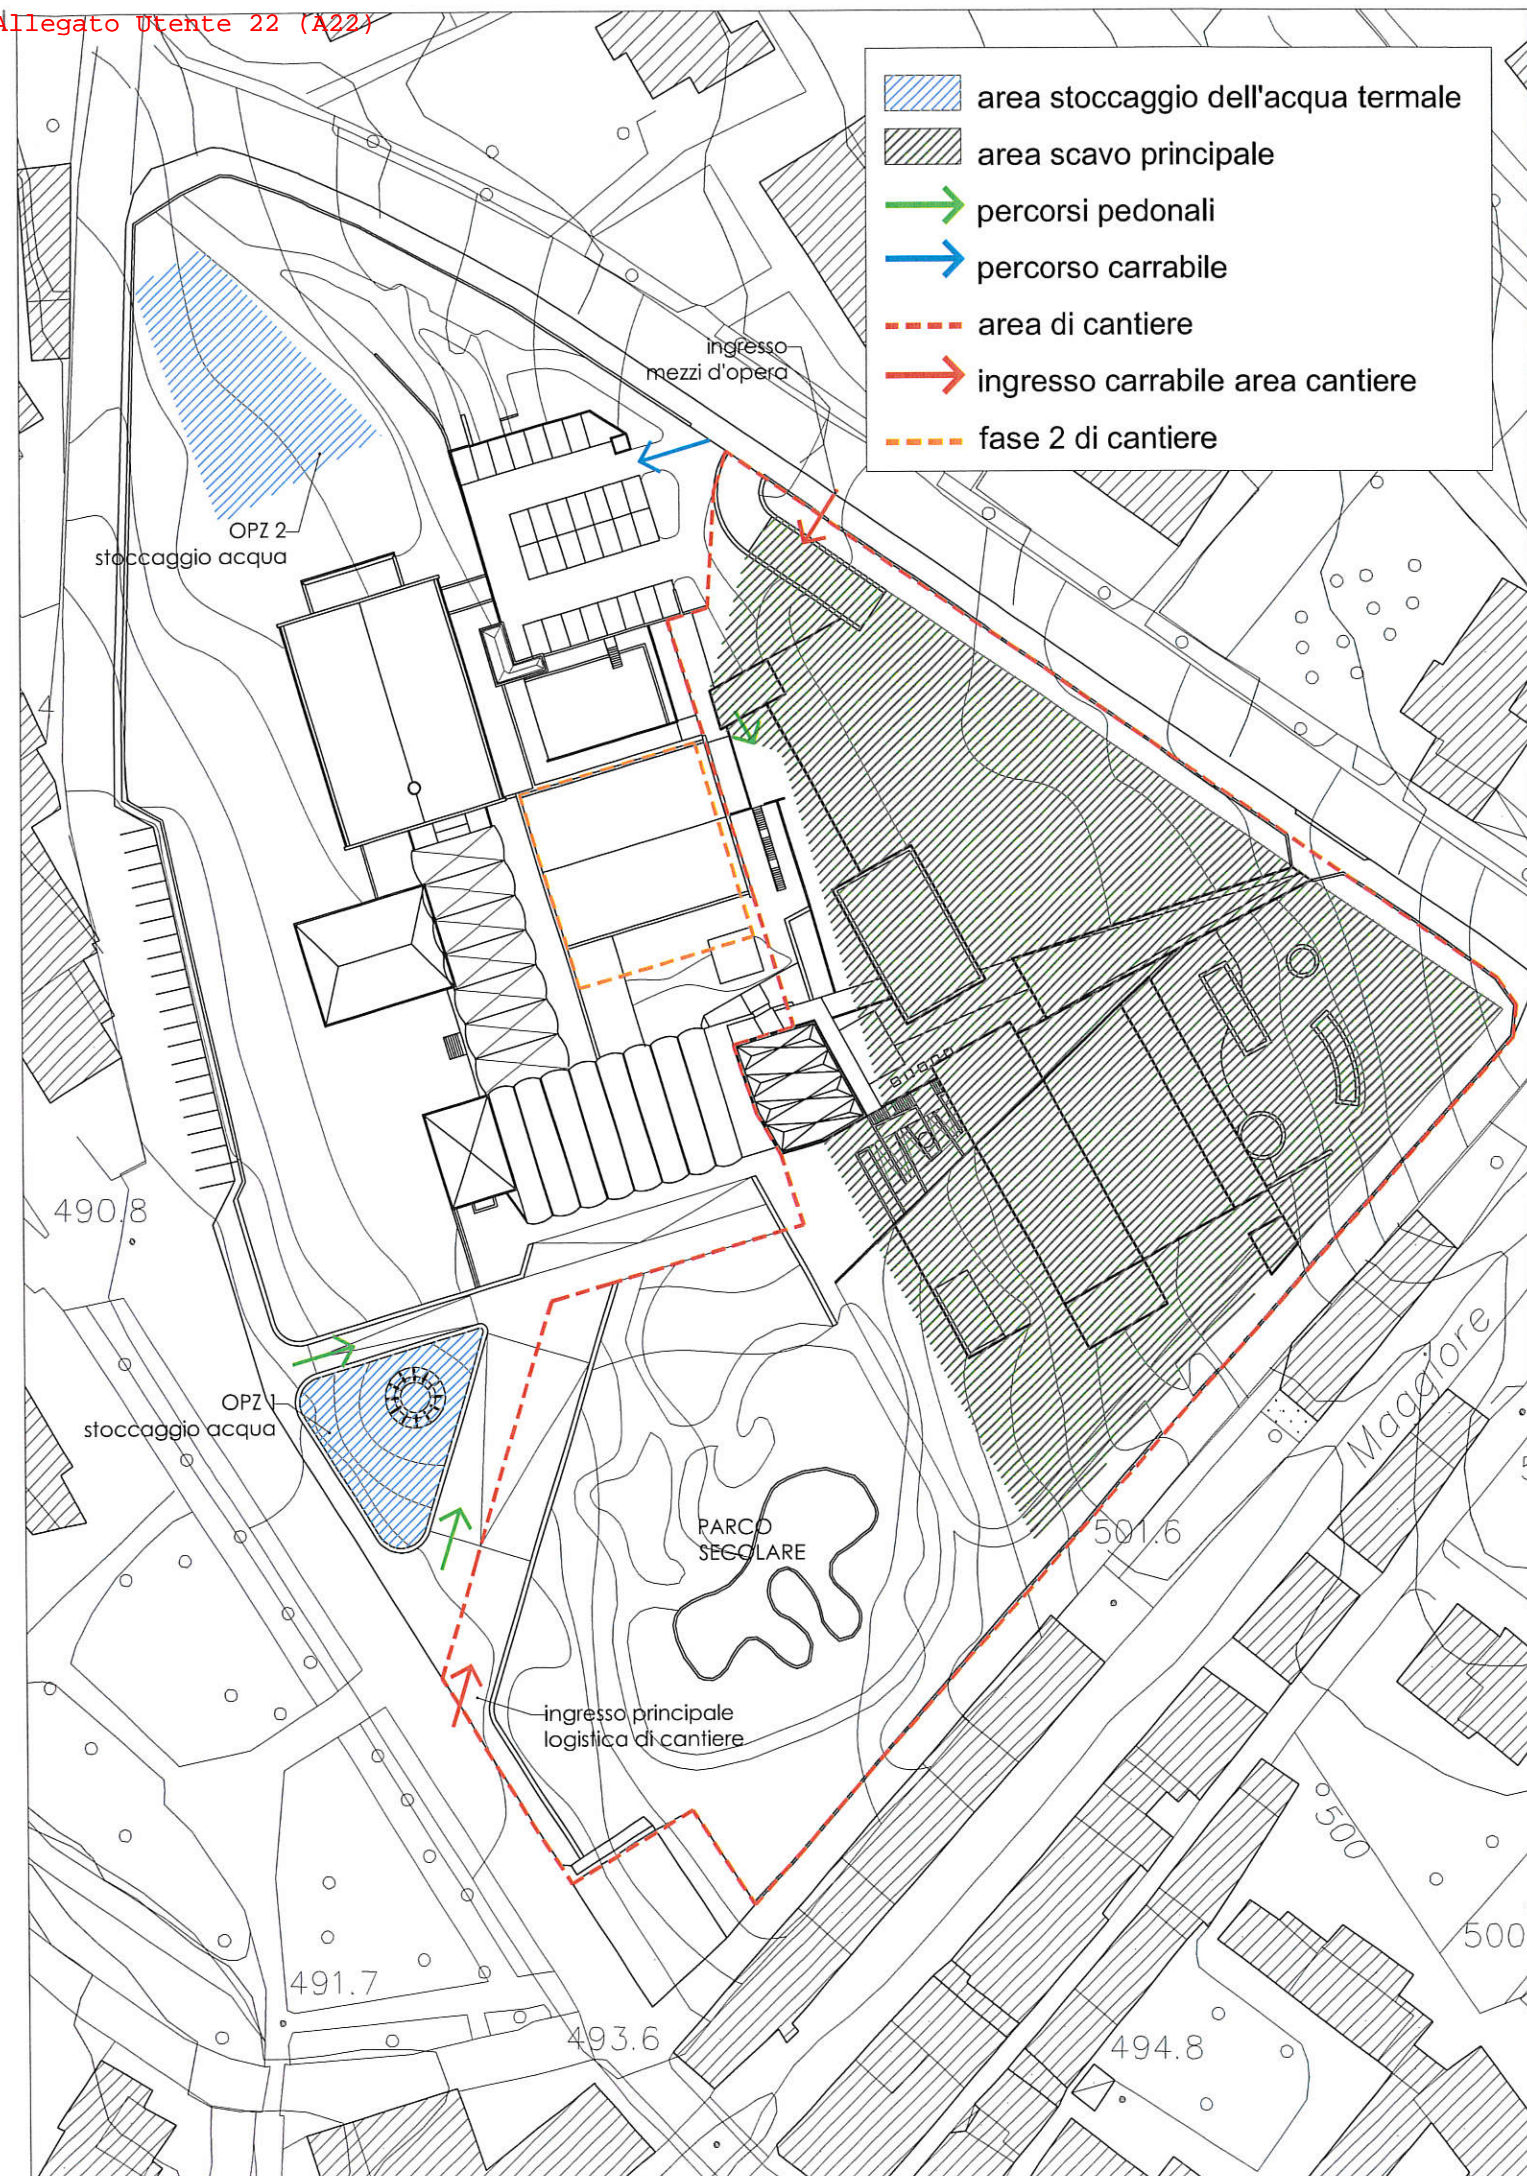 Allegato Utente 22 (A22)
area stoccaggio dell'acqua termale
area scavo principale
percorsi pedonali
percorso carrabile
area di cantiere
ingresso carrabile area cantiere
fase 2 di cantiere
ingresso
mezzi d'opera
OPZ 2
stoccaggio acqua
4
490.8
OPZ 1
stoccaggio acqua
Maggiore
PARCO
SECOLARE
501.6
ingresso principale
logistica di cantiere
500
500
491.7
493.6
494.8